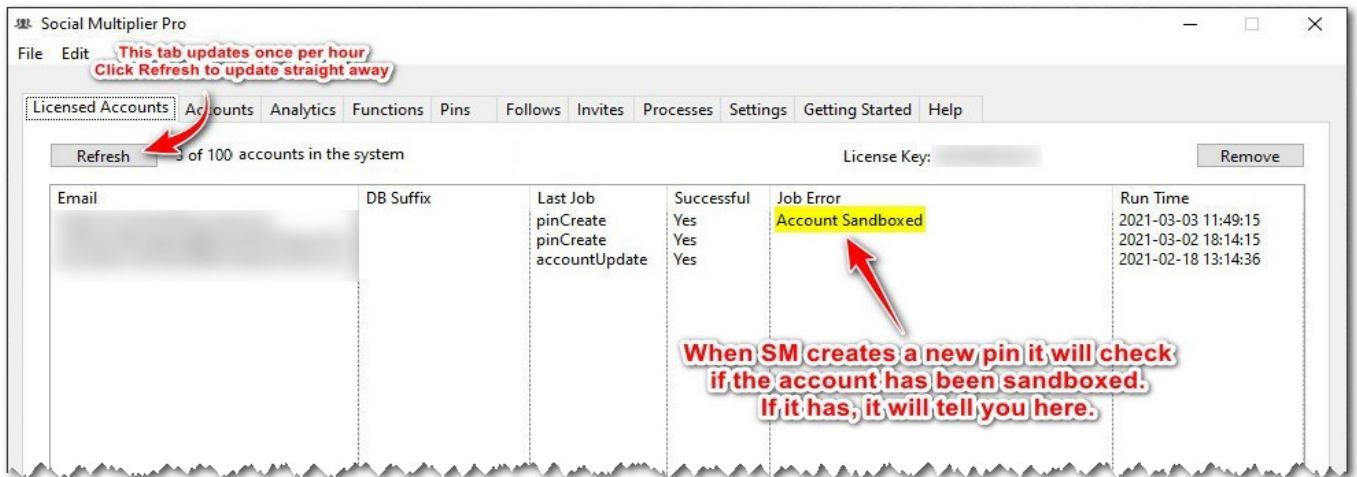 Social Multiplier Pro
File Edit
This tab updates once per hour
Click Refresh to update straight away
Licensed Accounts Accounts Analytics Functions Pins Follows Invites Processes Settings Getting Started Help
Refresh of 100 accounts in the system License Key: Remove
Email DB Suffix Last Job Successful Job Error Run Time
pinCreate Yes Account Sandboxed 2021-03-03 11:49:15
pinCreate Yes 2021-03-02 18:14:15
accountUpdate Yes 2021-02-18 13:14:36
When SM creates a new pin it will check
if the account has been sandboxed.
If it has, it will tell you here.